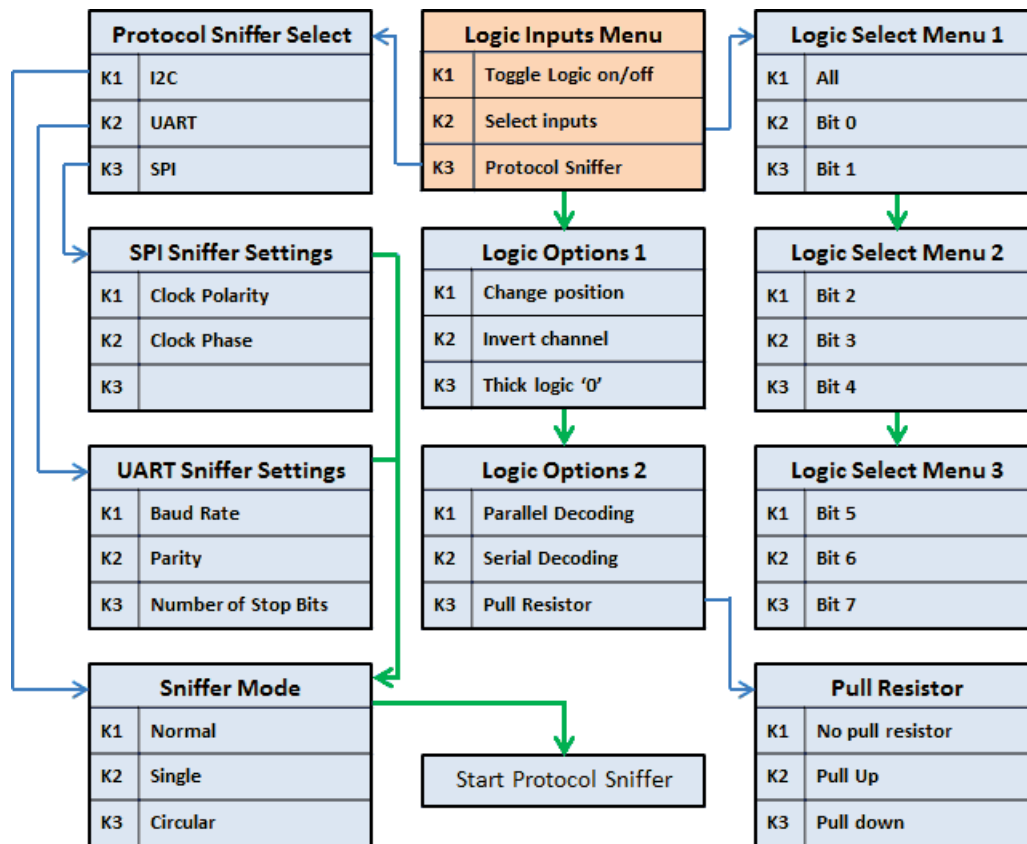 Protocol Sniffer Select
K1 I2C
K2 UART
K3 SPI
Logic Inputs Menu
K1 Toggle Logic on/off
K2 Select inputs
K3 Protocol Sniffer
Logic Select Menu 1
K1 All
K2 Bit 0
K3 Bit 1
SPI Sniffer Settings
K1 Clock Polarity
K2 Clock Phase
K3
Logic Options 1
K1 Change position
K2 Invert channel
K3 Thick logic ‘0’
Logic Select Menu 2
K1 Bit 2
K2 Bit 3
K3 Bit 4
UART Sniffer Settings
K1 Baud Rate
K2 Parity
K3 Number of Stop Bits
Logic Options 2
K1 Parallel Decoding
K2 Serial Decoding
K3 Pull Resistor
Logic Select Menu 3
K1 Bit 5
K2 Bit 6
K3 Bit 7
Sniffer Mode
K1 Normal
K2 Single
K3 Circular
Start Protocol Sniffer
Pull Resistor
K1 No pull resistor
K2 Pull Up
K3 Pull down